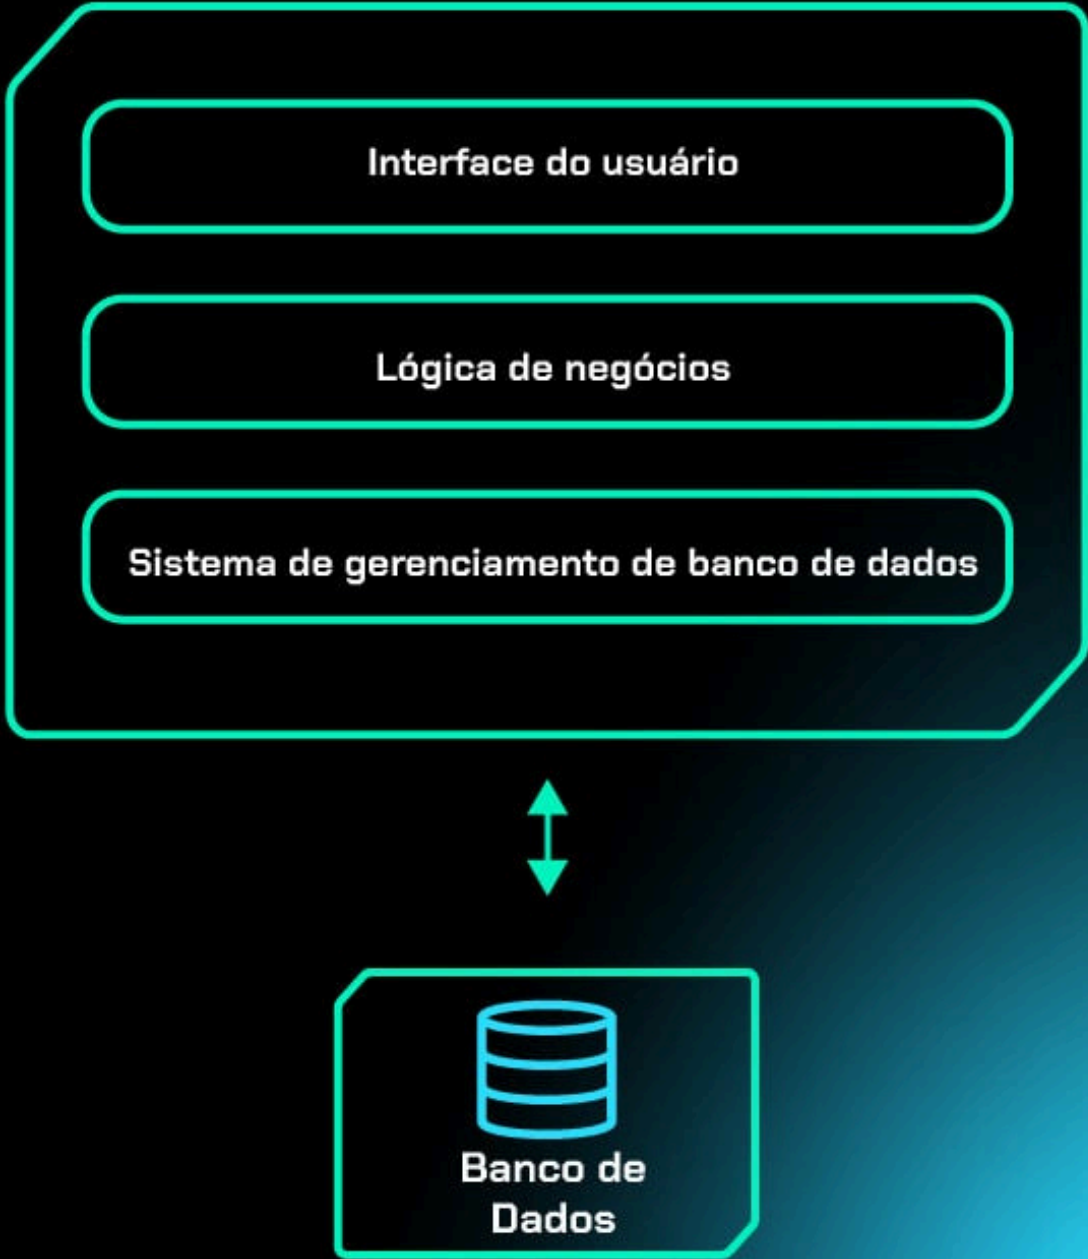 Interface do usuário
Lógica de negócios
Sistema de gerenciamento de banco de dados
Banco de
Dados